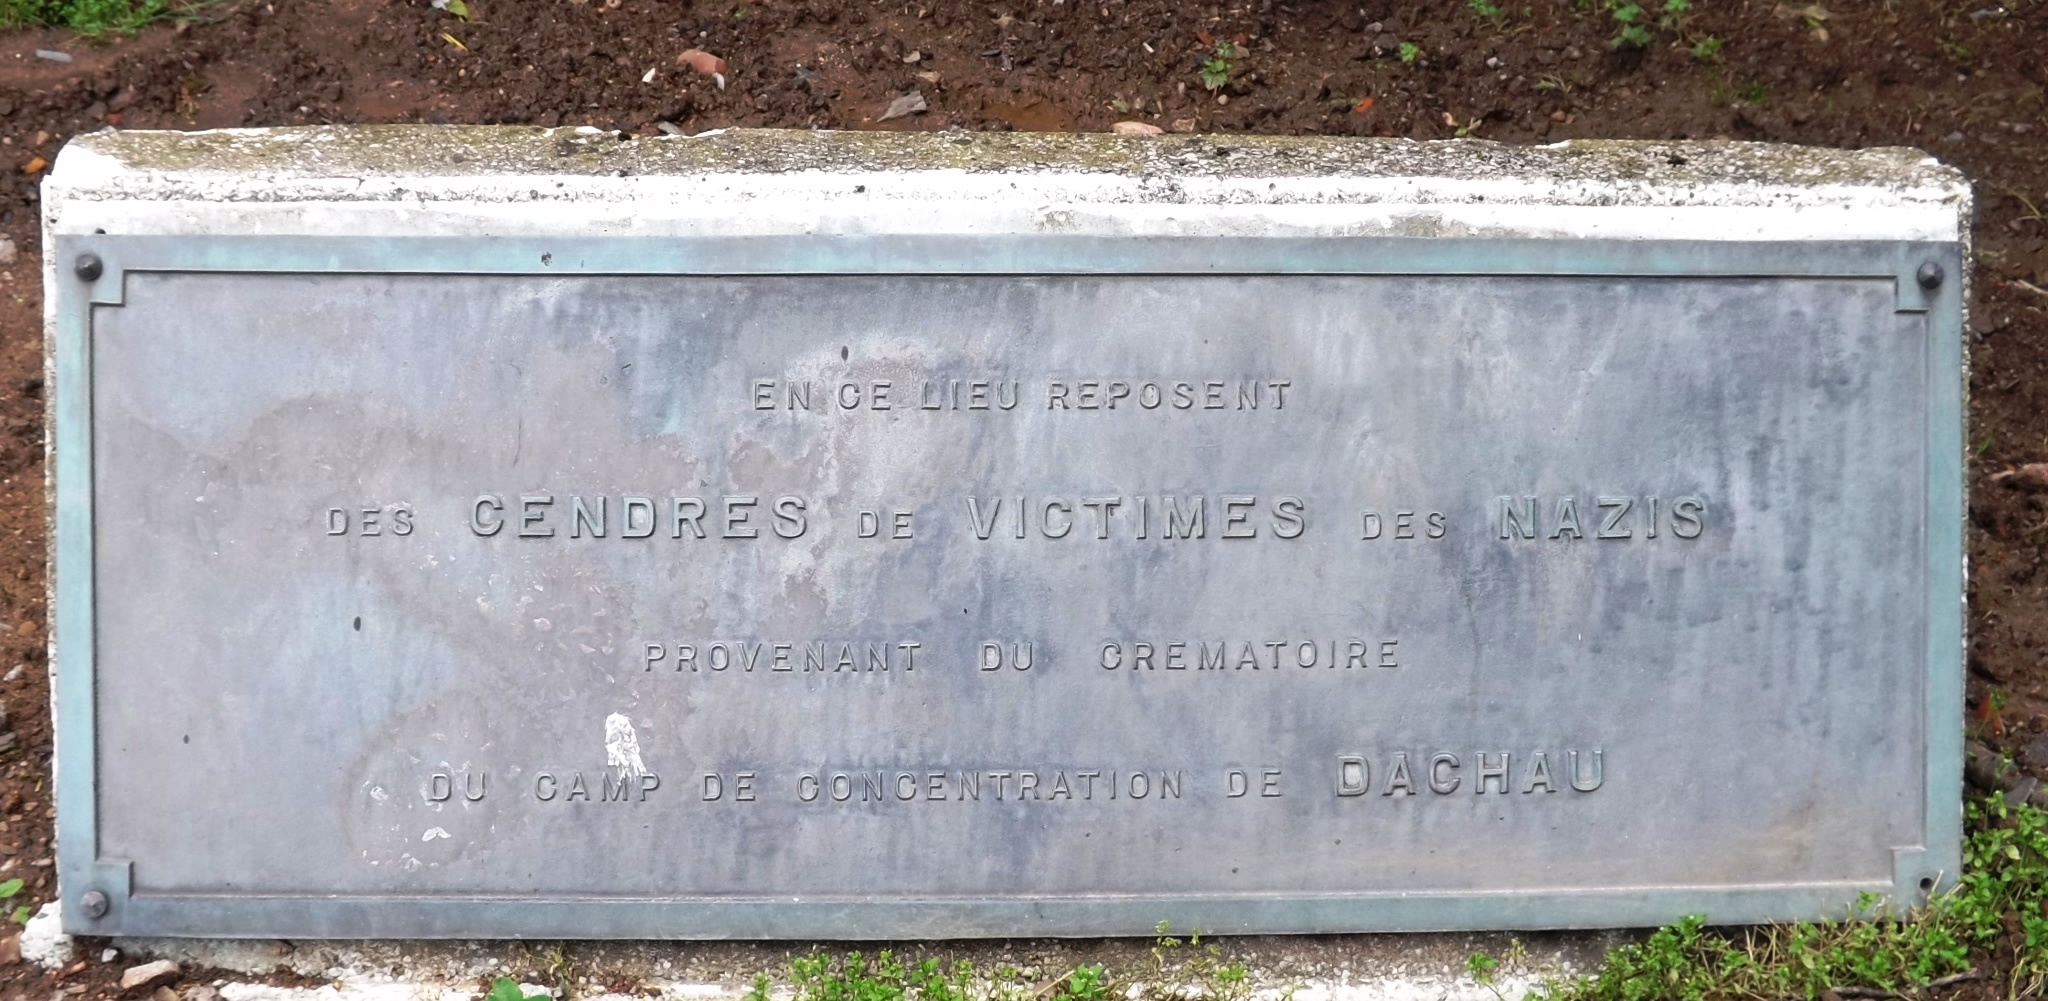 EN CE LIEU REPOSENT
DES CENDRES DE VICTIMES DES NAZIS
PROVENANT DU CREMATOIRE
DU CAMP DE CONCENTRATION DE DACHAU